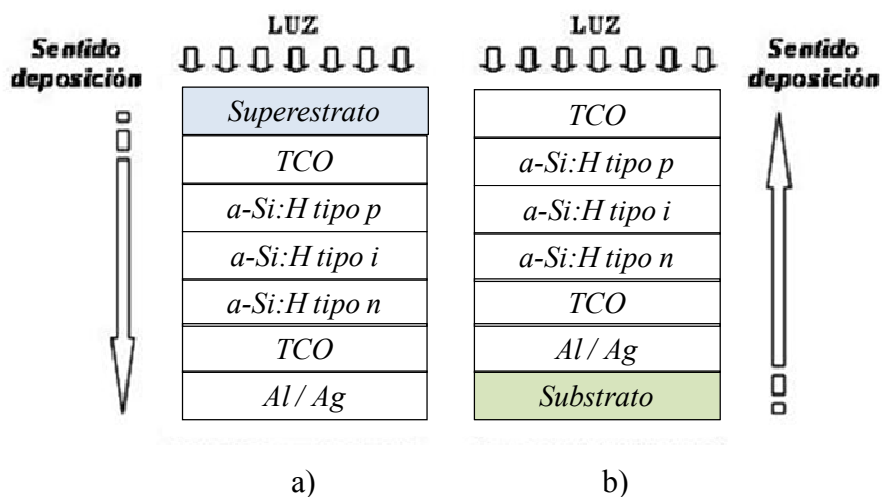 Sentido
deposición
LUZ
Superestrato
TCO
a-Si:H tipo p
a-Si:H tipo i
a-Si:H tipo n
TCO
Al / Ag
a)
LUZ
TCO
a-Si:H tipo p
a-Si:H tipo i
a-Si:H tipo n
TCO
Al / Ag
Substrato
b)
Sentido
deposición